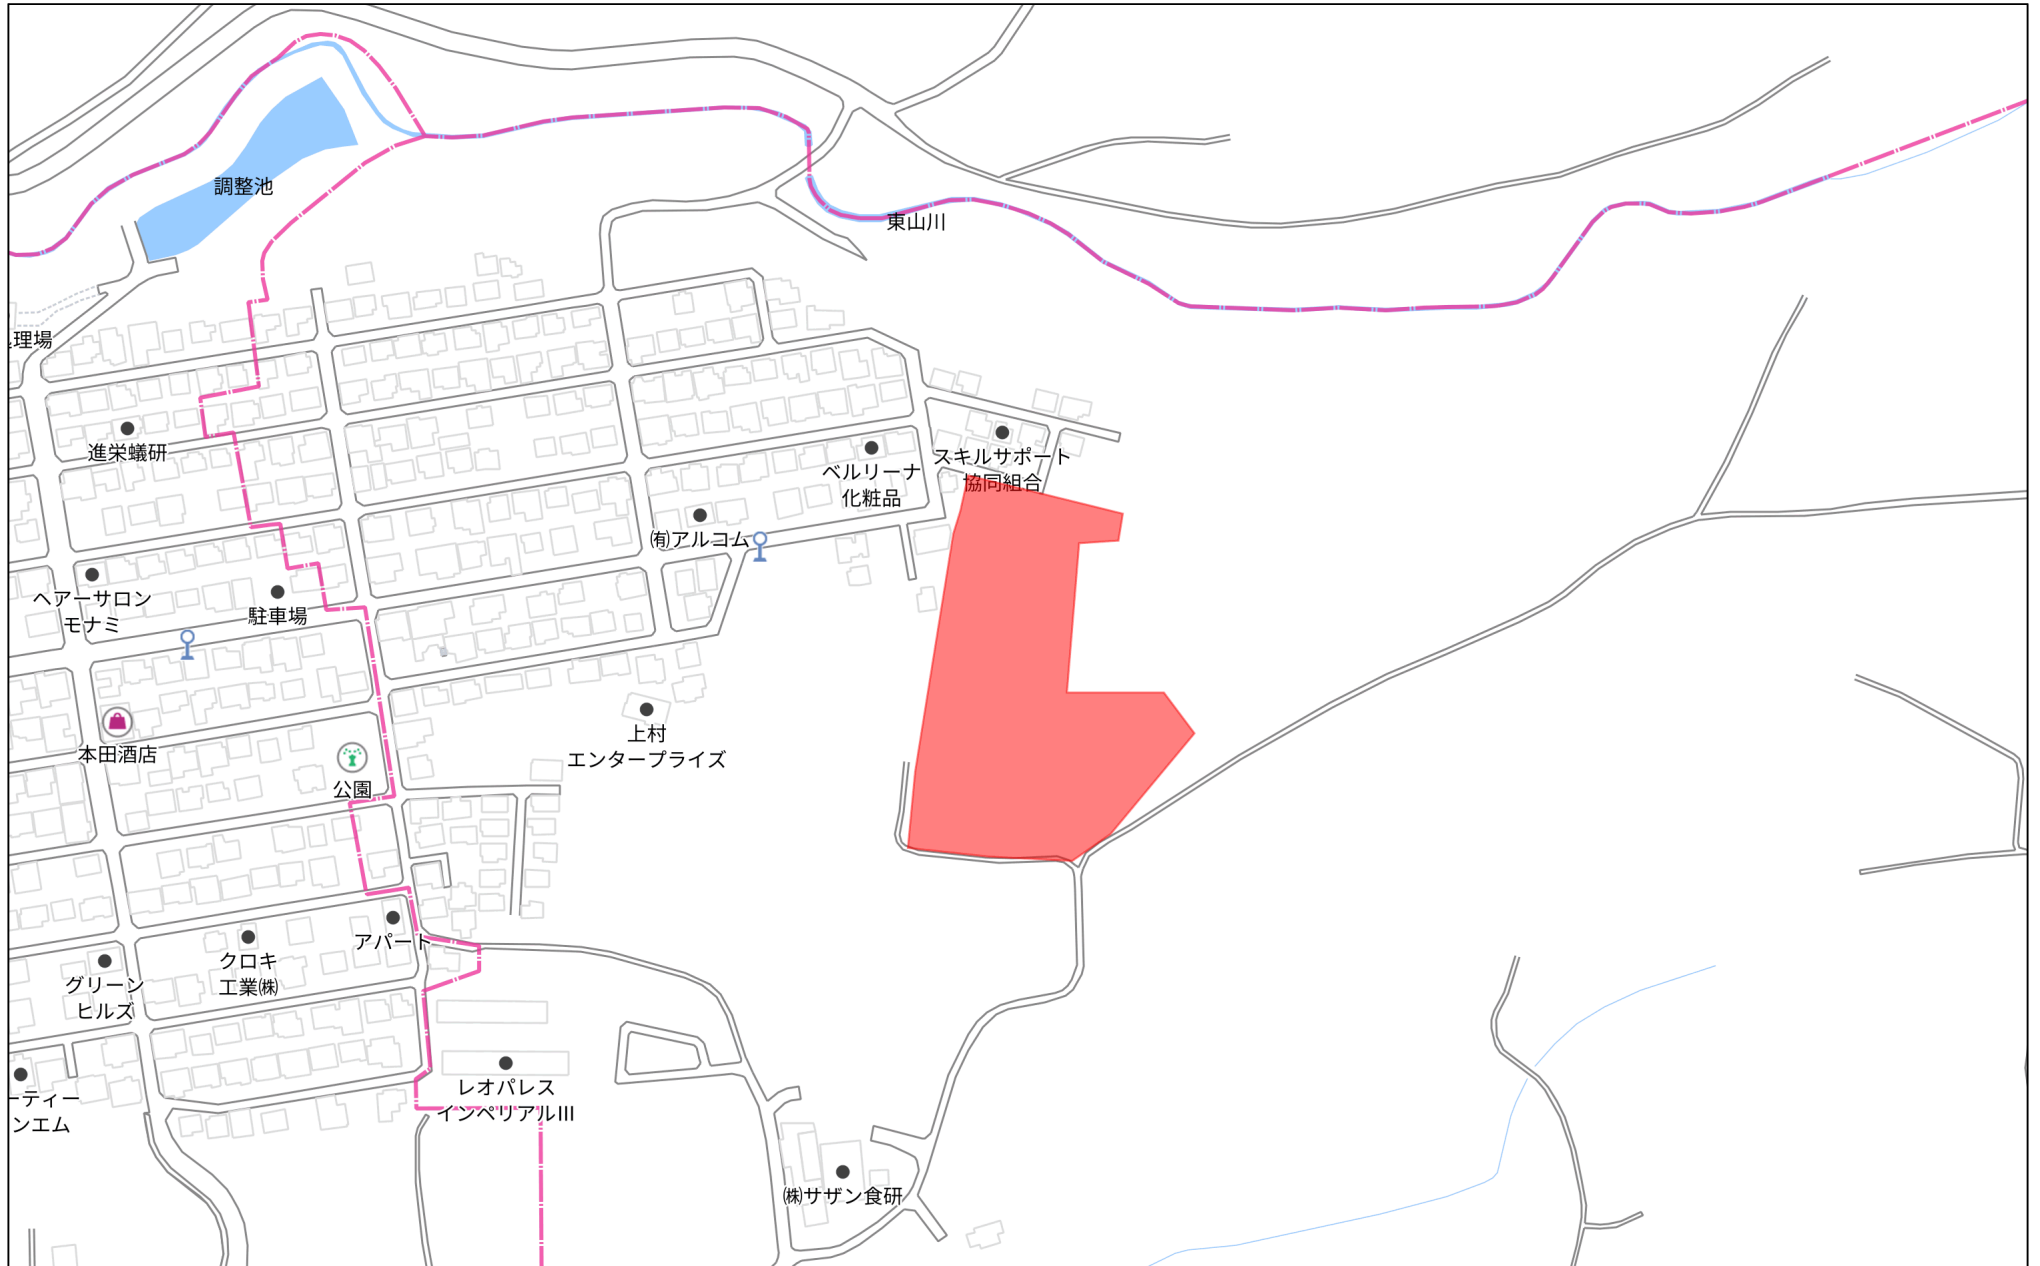 調整池
東山川
理場
進栄蟻研
スキルサポート
協同組合
ベルリーナ
化粧品
㈲アルコム
ヘアーサロン
モナミ
駐車場
本田酒店
公園
上村
エンタープライズ
アパート
クロキ
工業㈱
グリーン
ヒルズ
レオパレス
インペリアルIII
ーティー
ンエム
㈱サザン食研